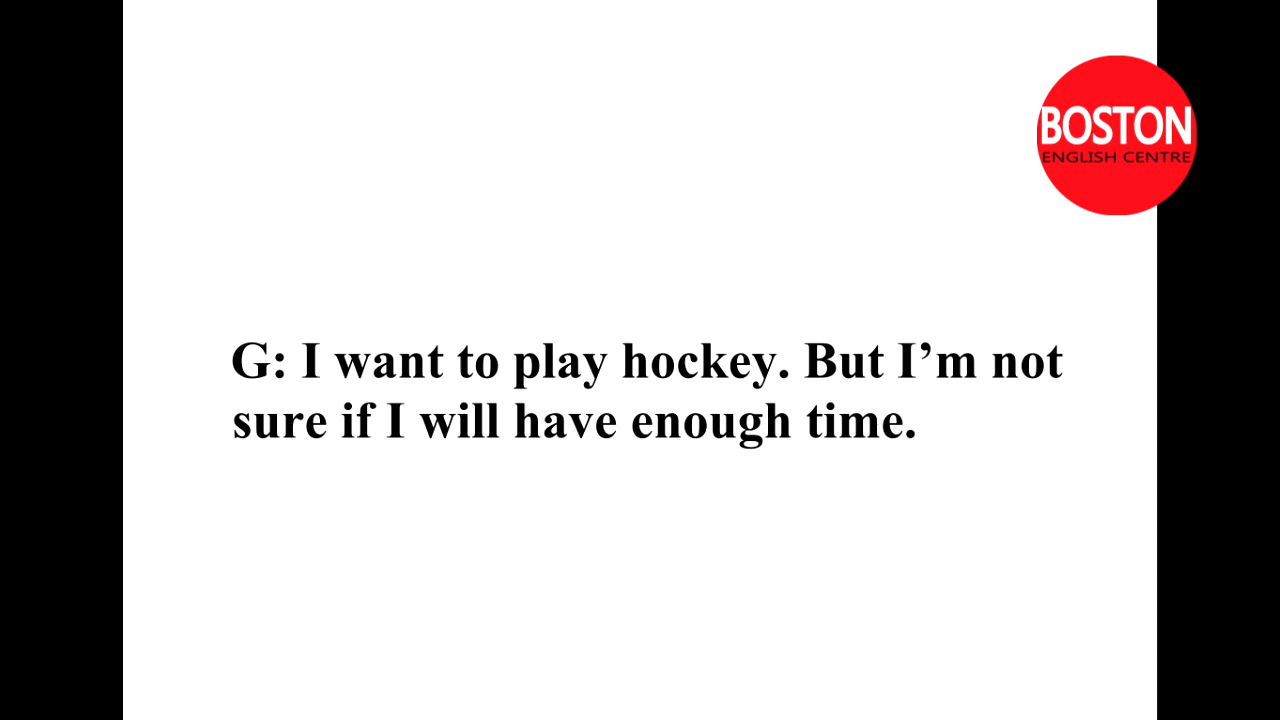 BOSTON
ENGLISH CENTRE
G: I want to play hockey. But I’m not
sure if I will have enough time.